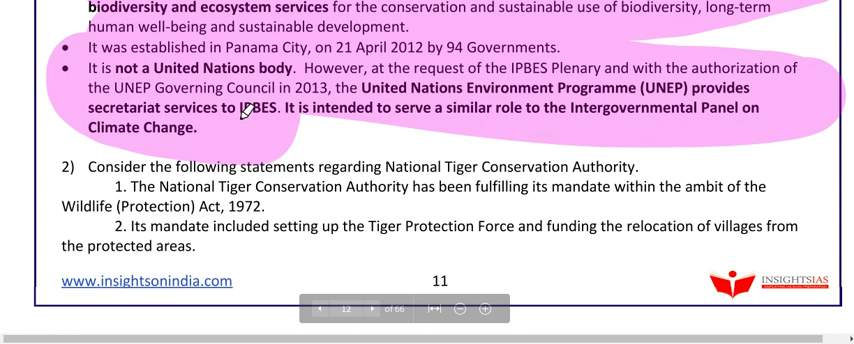 biodiversity and ecosystem services for the conservation and sustainable use of biodiversity, long-term
human well-being and sustainable development.
• It was established in Panama City, on 21 April 2012 by 94 Governments.
• It is not a United Nations body. However, at the request of the IPBES Plenary and with the authorization of
the UNEP Governing Council in 2013, the United Nations Environment Programme (UNEP) provides
secretariat services to IPBES. It is intended to serve a similar role to the Intergovernmental Panel on
Climate Change.
2) Consider the following statements regarding National Tiger Conservation Authority.
1. The National Tiger Conservation Authority has been fulfilling its mandate within the ambit of the
Wildlife (Protection) Act, 1972.
2. Its mandate included setting up the Tiger Protection Force and funding the relocation of villages from
the protected areas.
www.insightsonindia.com 11 INSIGHTSIAS
12 of 66